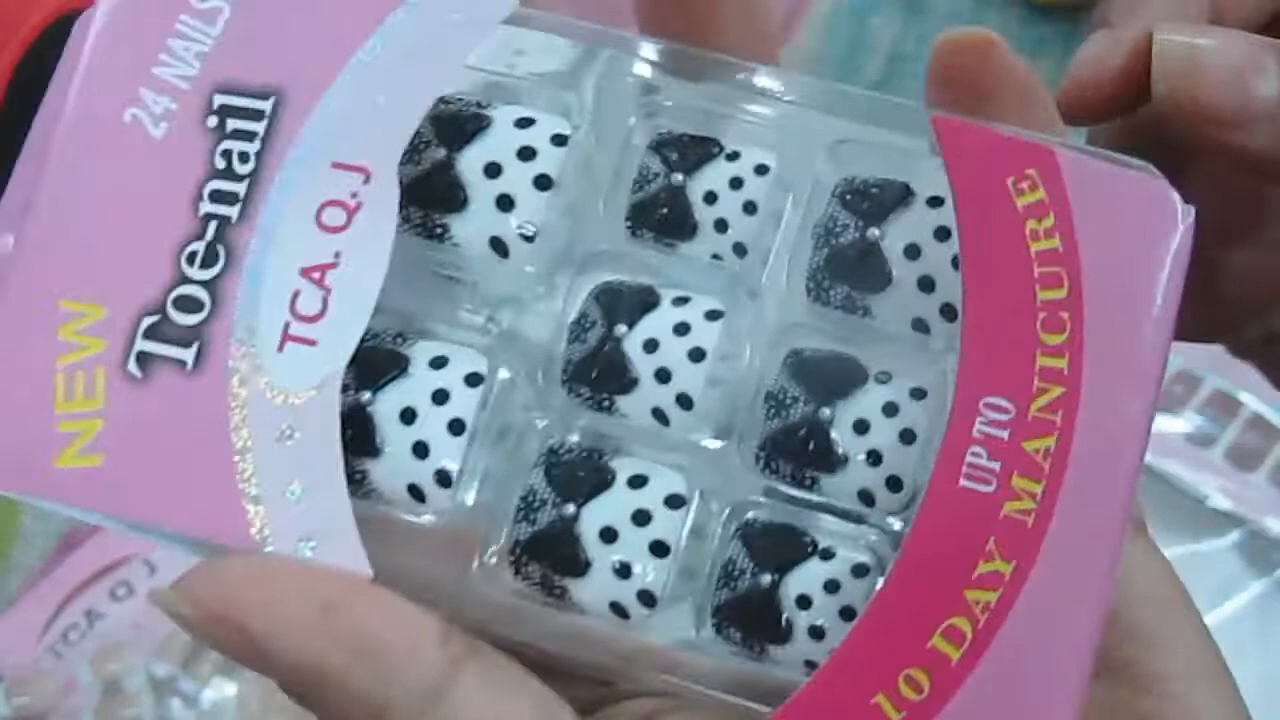 24 NAILS
Toe-nail
NEW
TCA. Q.J
UP TO
10 DAY MANICURE
TCA Q J